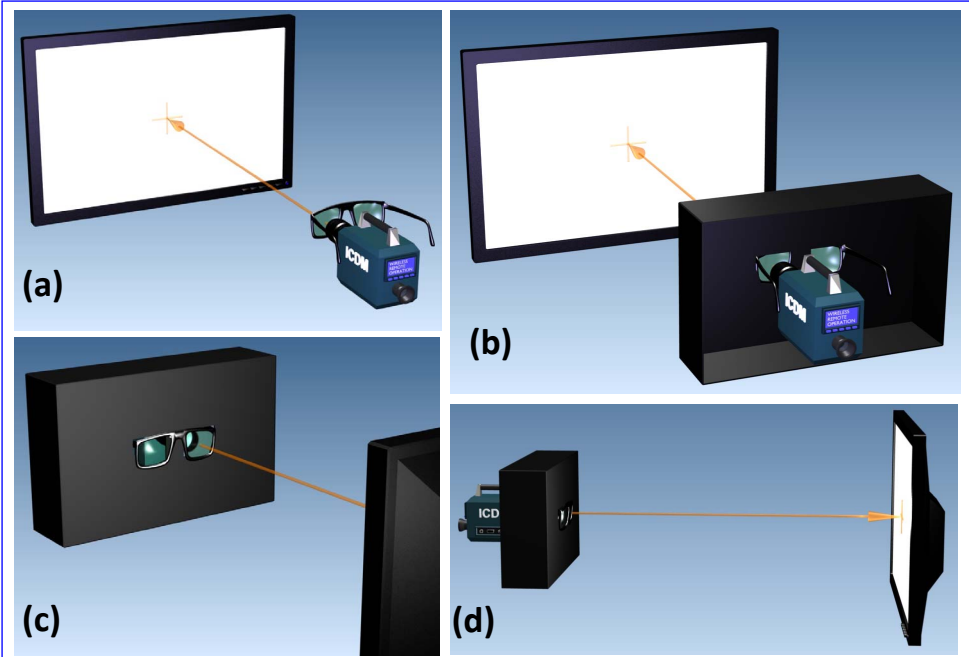 (a)
ICDM
WIRELESS
REMOTE
OPERATION
(b)
ICDM
WIRELESS
REMOTE
OPERATION
(c)
(d)
ICD